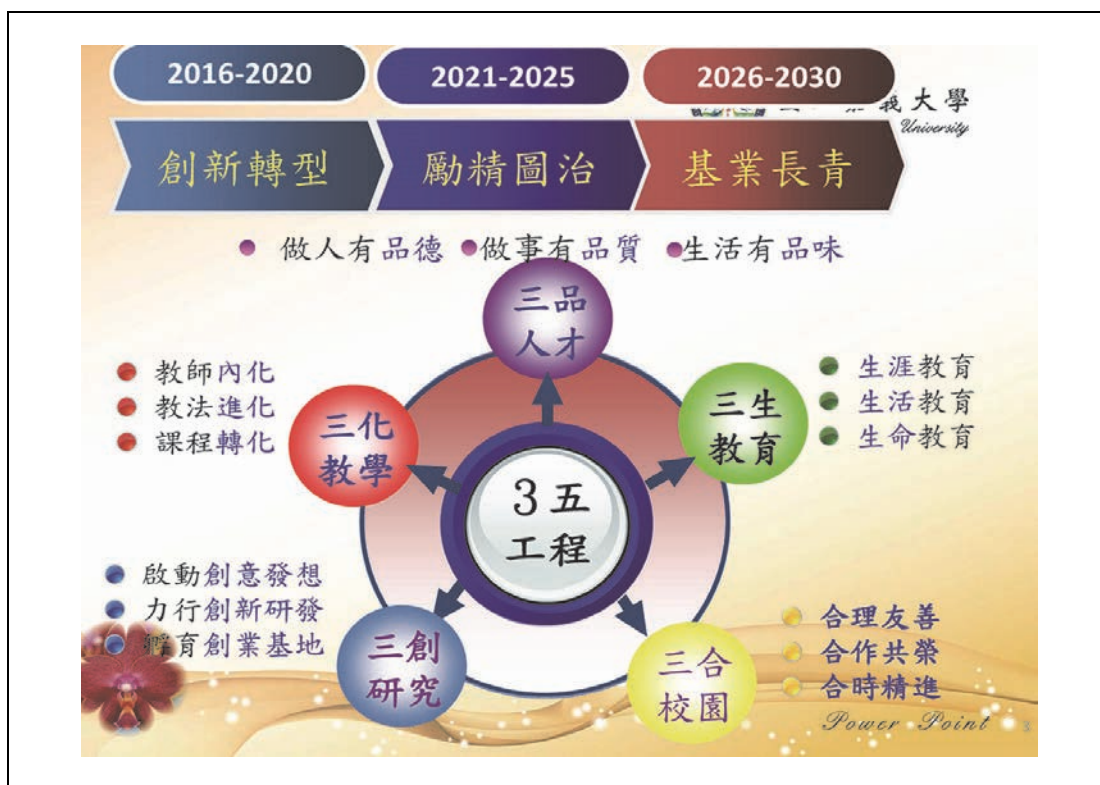 2016-2020
2021-2025
2026-2030
義大學
University
創新轉型
勵精圖治
基業長青
做人有品德
做事有品質
生活有品味
三品
人才
教師內化
教法進化
課程轉化
三化
教學
三生
教育
生涯教育
生活教育
生命教育
3五
工程
啟動創意發想
力行創新研發
孵育創業基地
三創
研究
三合
校園
合理友善
合作共榮
合時精進
Power Point
3